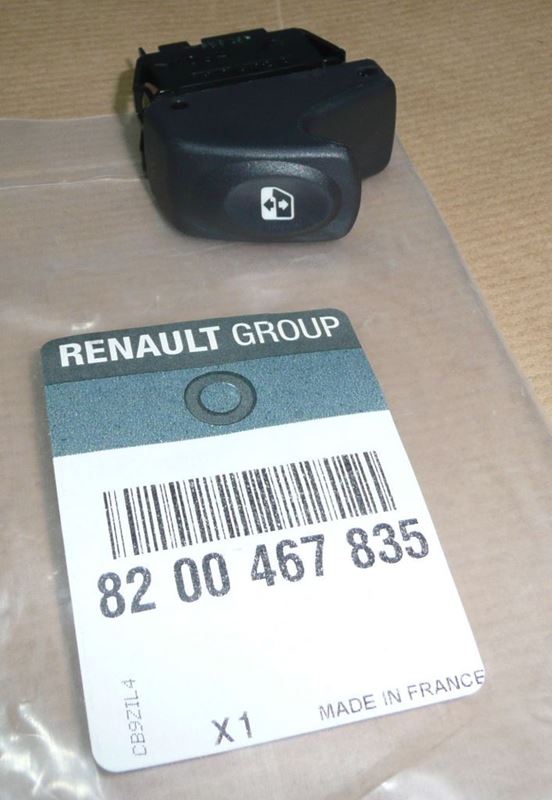 RENAULT GROUP
82 00 467 835
CB9ZIL4
X1
MADE IN FRANCE